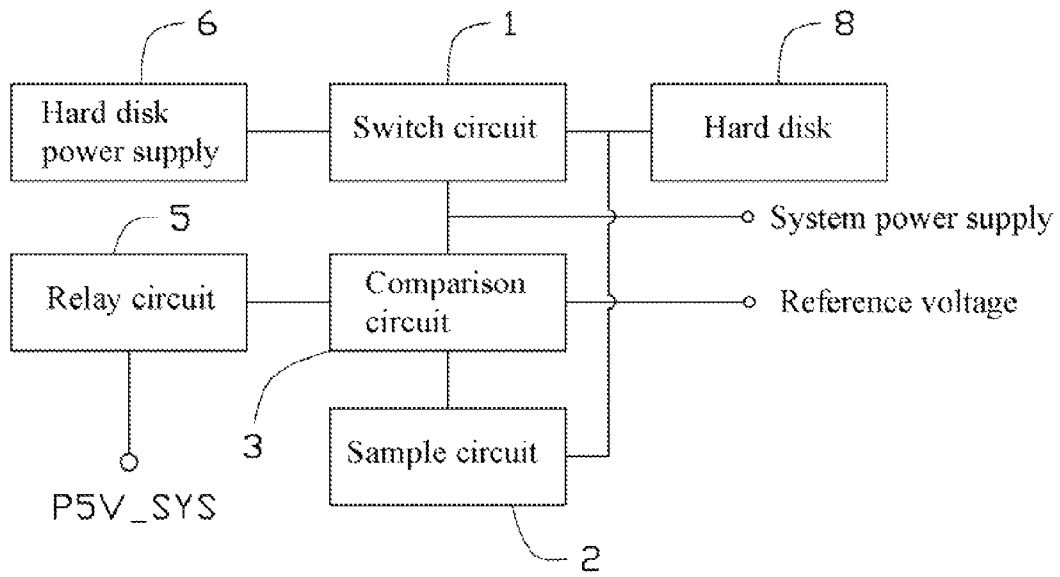 6
1
8
Hard disk
power supply
Switch circuit
Hard disk
5
System power supply
Relay circuit
Comparison
circuit
Reference voltage
3
Sample circuit
P5V_SYS
2